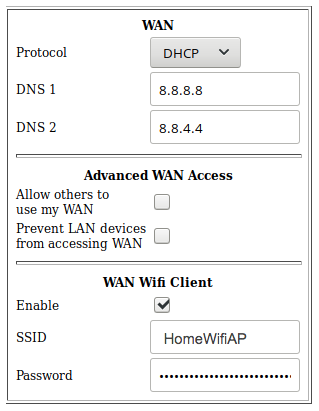 WAN
Protocol DHCP
DNS 1 8.8.8.8
DNS 2 8.8.4.4
Advanced WAN Access
Allow others to
use my WAN
Prevent LAN devices
from accessing WAN
WAN Wifi Client
Enable
SSID HomeWifiAP
Password ••••••••••••••••••••••••••